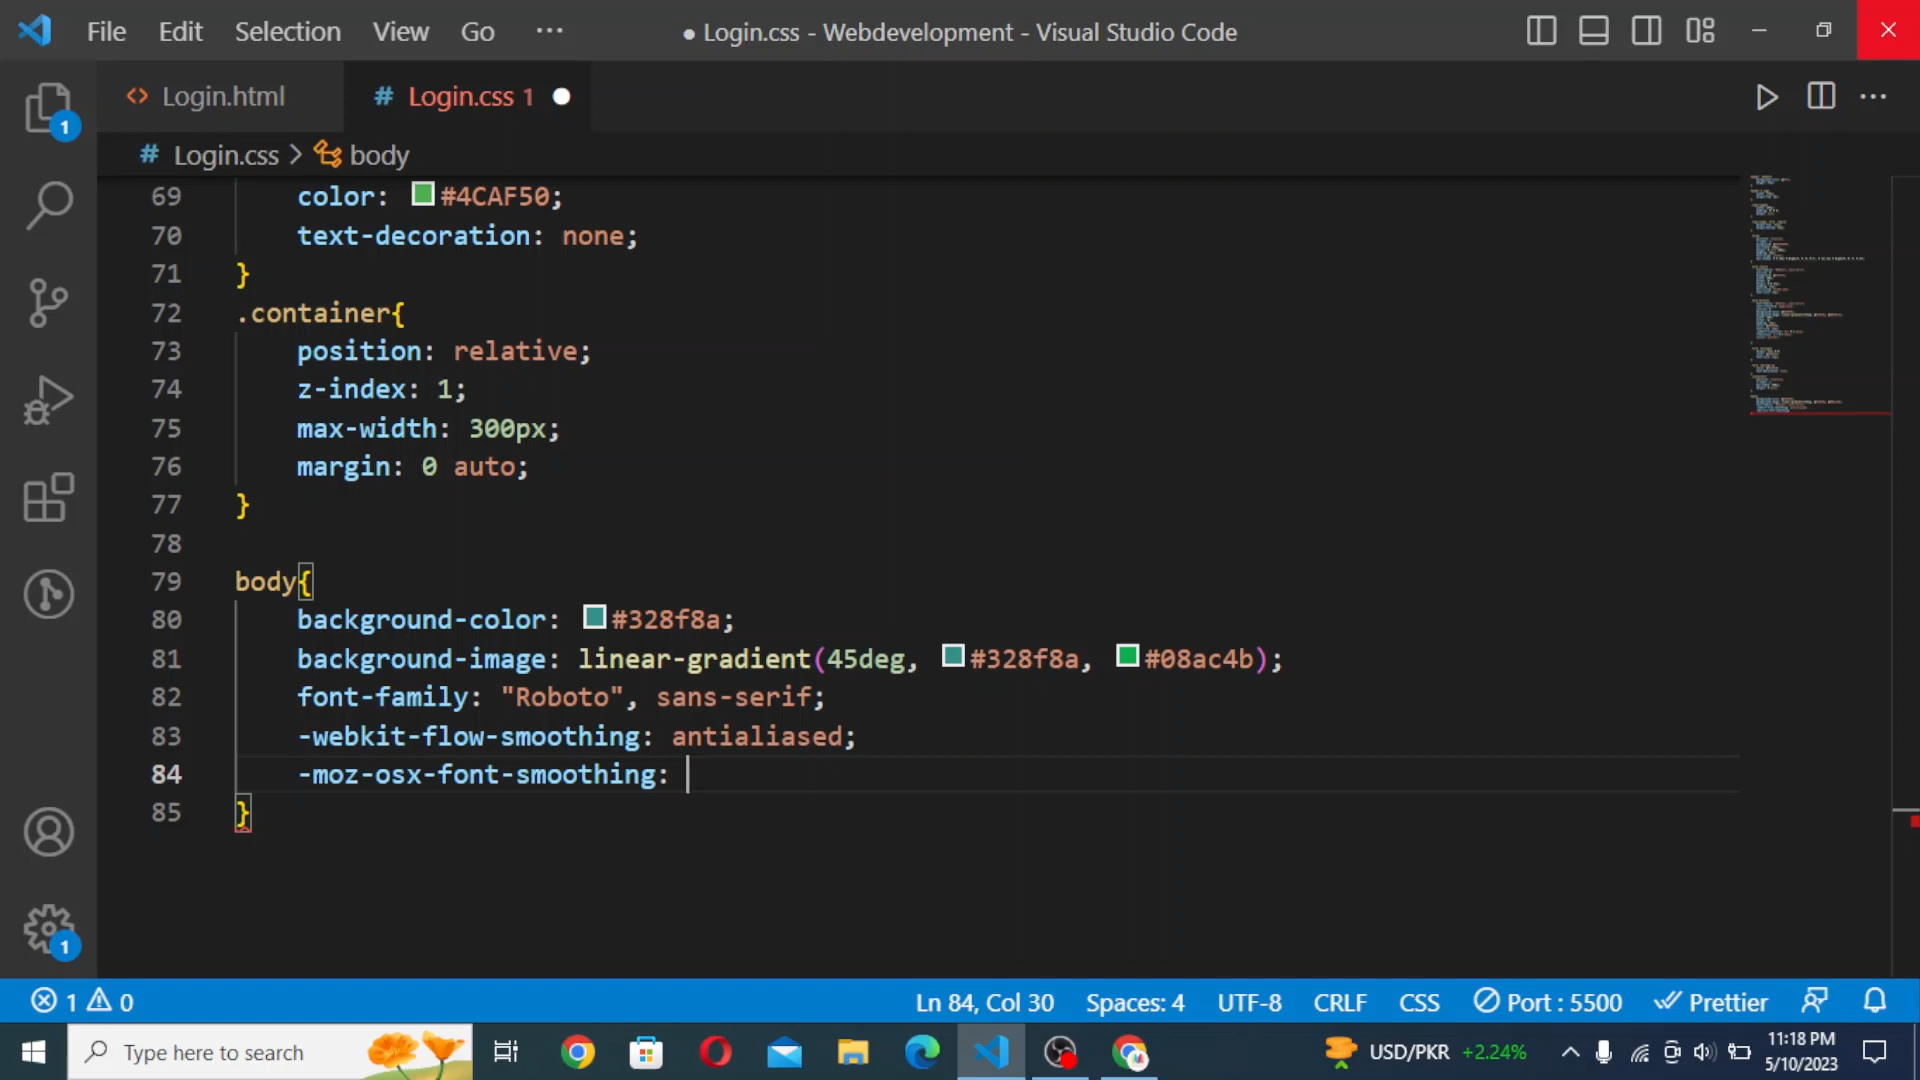 File Edit Selection View Go ··· ● Login.css - Webdevelopment - Visual Studio Code
<> Login.html # Login.css 1 ●
# Login.css > body
1
69 color: #4CAF50;
70 text-decoration: none;
71 }
72 .container{
73 position: relative;
74 z-index: 1;
75 max-width: 300px;
76 margin: 0 auto;
77 }
78
79 body{
80 background-color: #328f8a;
81 background-image: linear-gradient(45deg, #328f8a, #08ac4b);
82 font-family: "Roboto", sans-serif;
83 -webkit-flow-smoothing: antialiased;
84 -moz-osx-font-smoothing:
85 }
1
1 0 Ln 84, Col 30 Spaces: 4 UTF-8 CRLF CSS Port : 5500 Prettier
Type here to search USD/PKR +2.24% 11:18 PM
5/10/2023